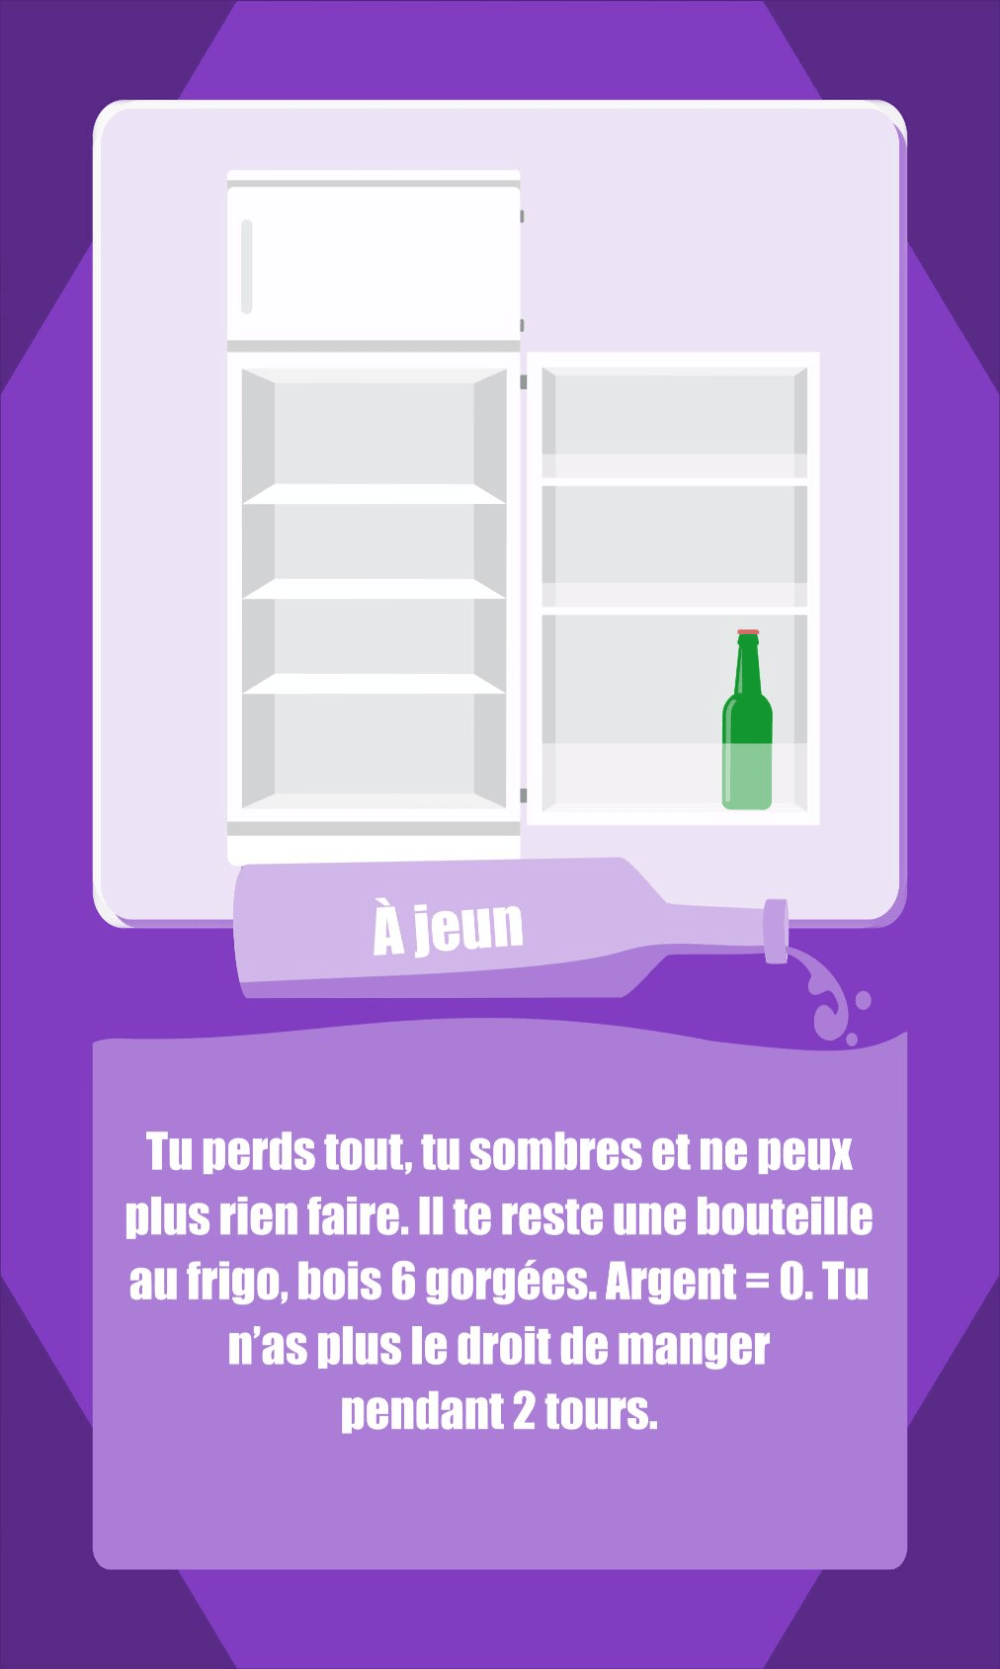 À jeun
Tu perds tout, tu sombres et ne peux
plus rien faire. Il te reste une bouteille
au frigo, bois 6 gorgées. Argent = 0. Tu
n’as plus le droit de manger
pendant 2 tours.